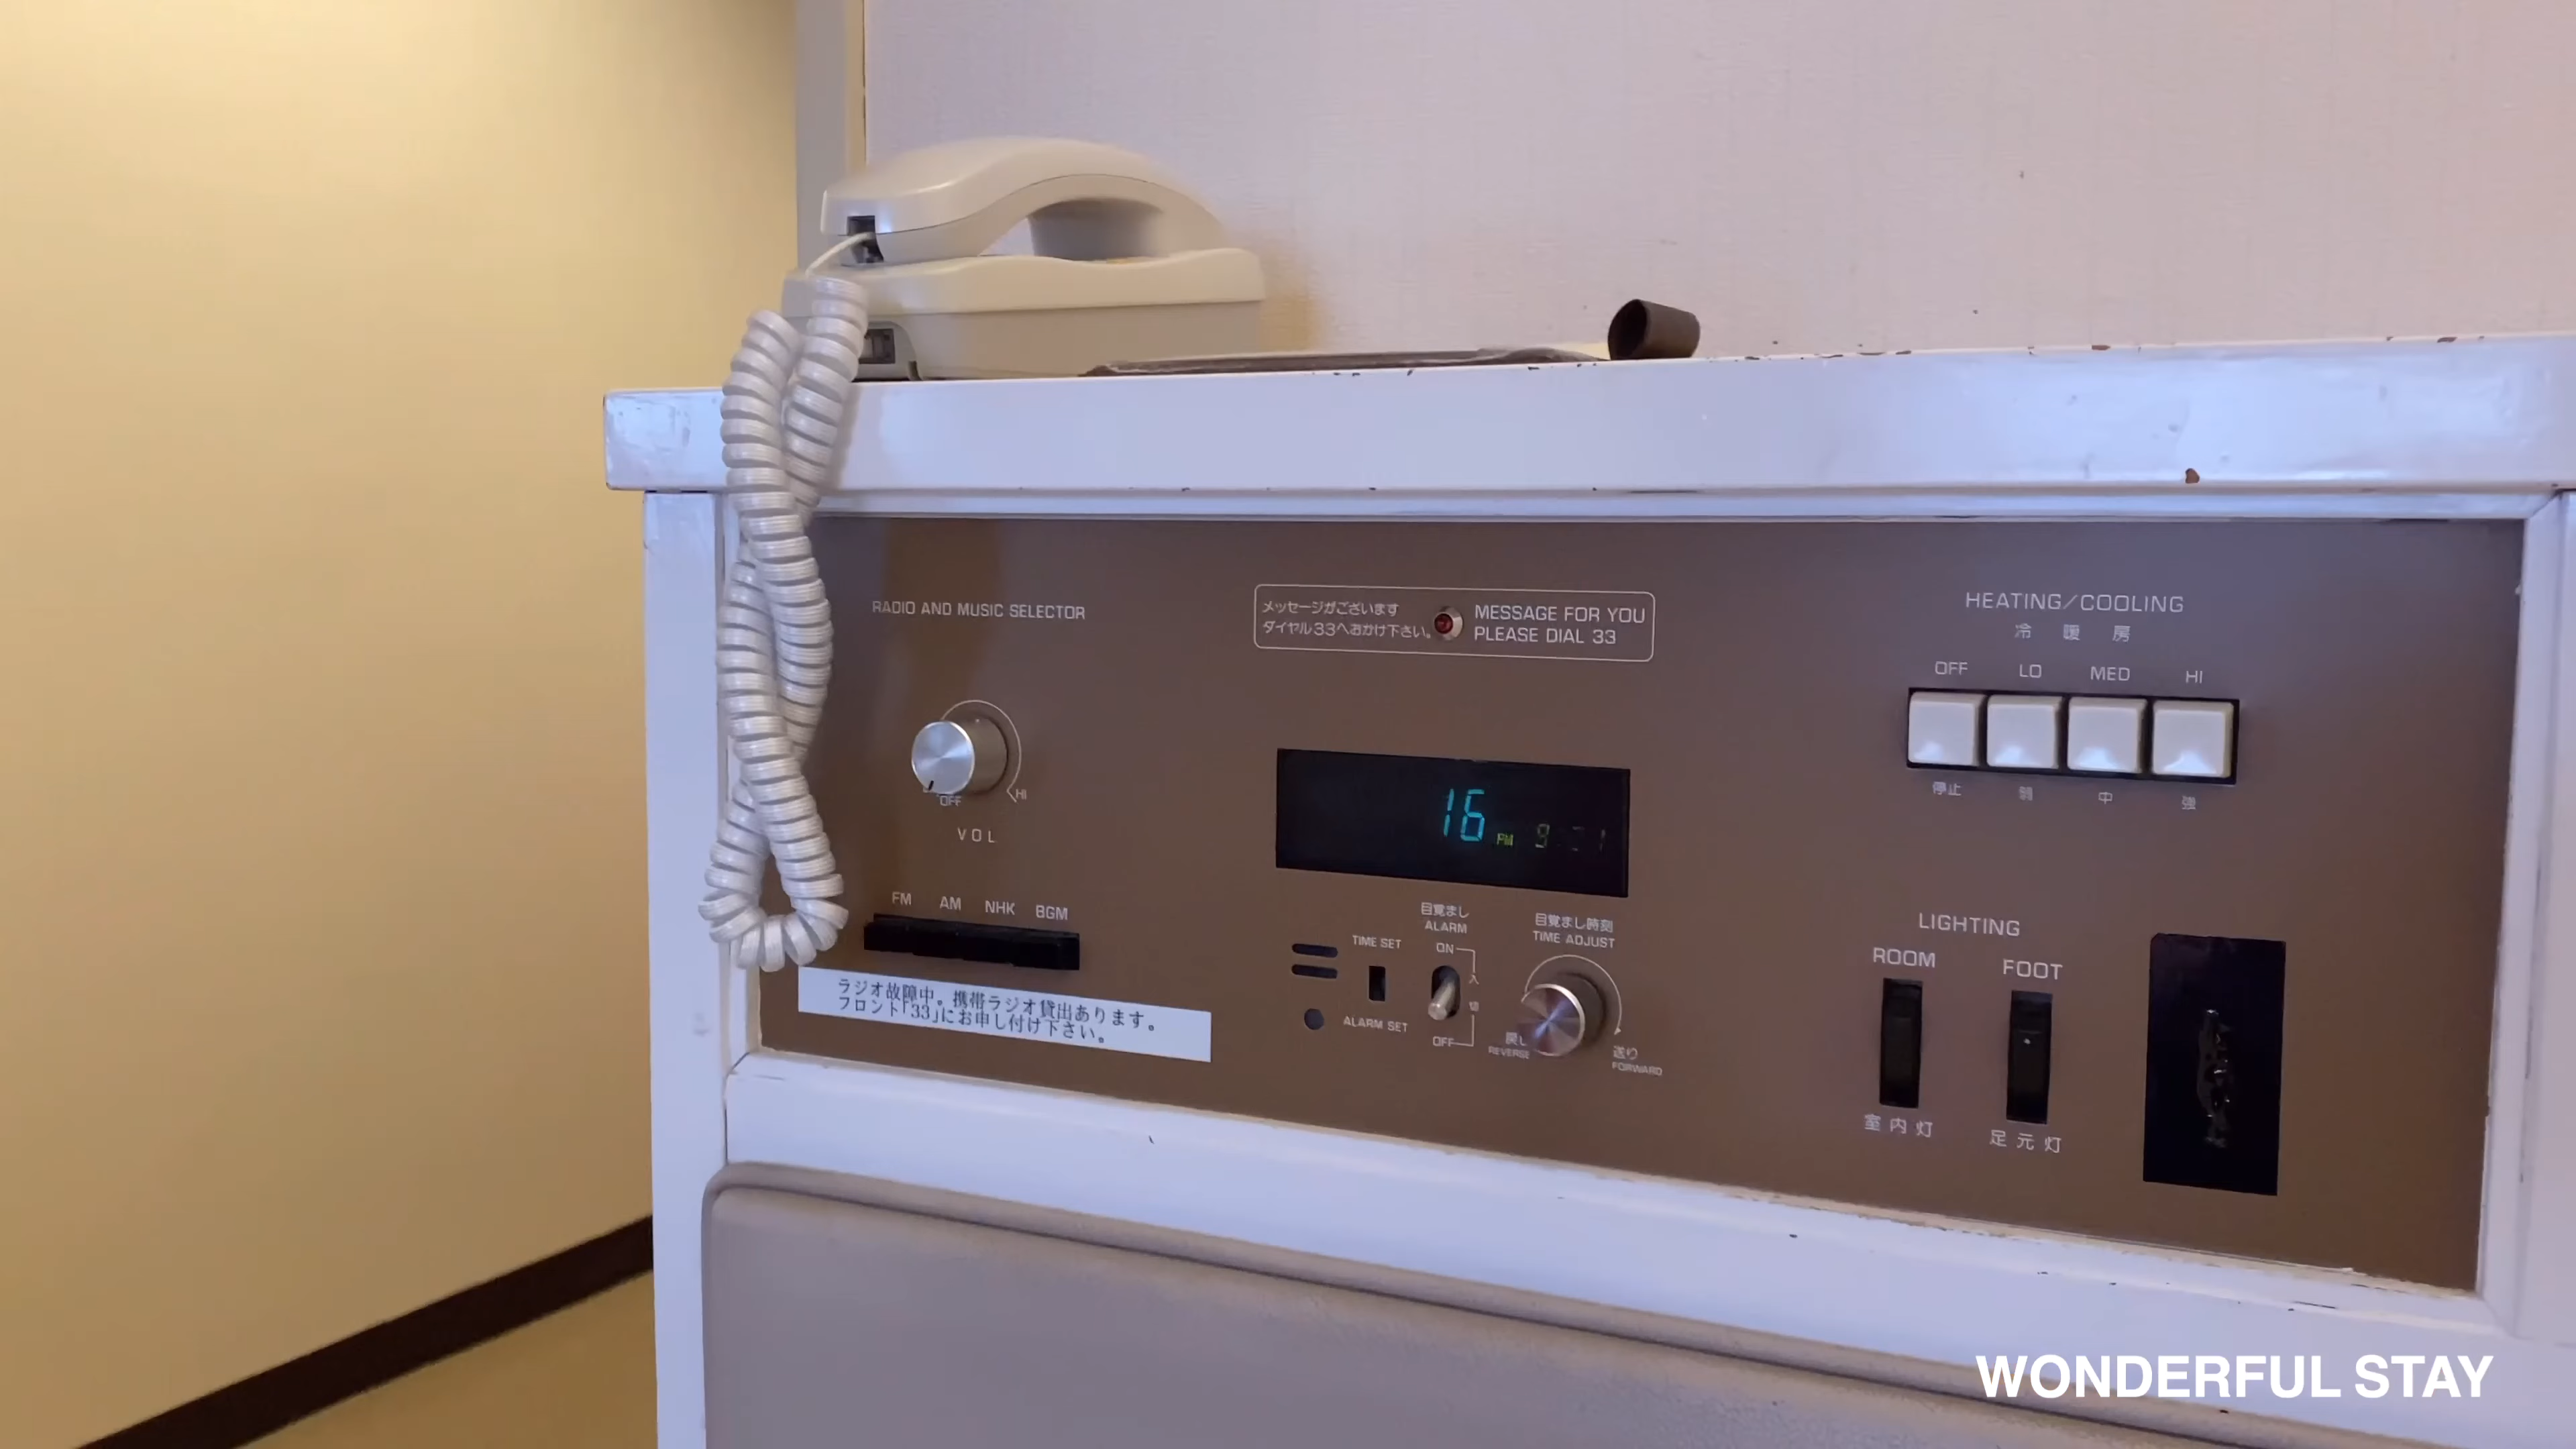 RADIO AND MUSIC SELECTOR
OFF
HI
VOL
FM AM NHK BGM
ラジオ故障中。携帯ラジオ貸出あります。
フロント「33」にお申し付け下さい。
メッセージがございます
ダイヤル33へおかけ下さい。
MESSAGE FOR YOU
PLEASE DIAL 33
16 PM
目覚まし
ALARM
目覚まし時刻
TIME ADJUST
TIME SET
ON
入
切
ALARM SET
OFF
戻し
REVERSE
送り
FORWARD
HEATING/COOLING
冷 暖 房
OFF LO MED HI
停止 弱 中 強
LIGHTING
ROOM FOOT
室内灯 足元灯
WONDERFUL STAY